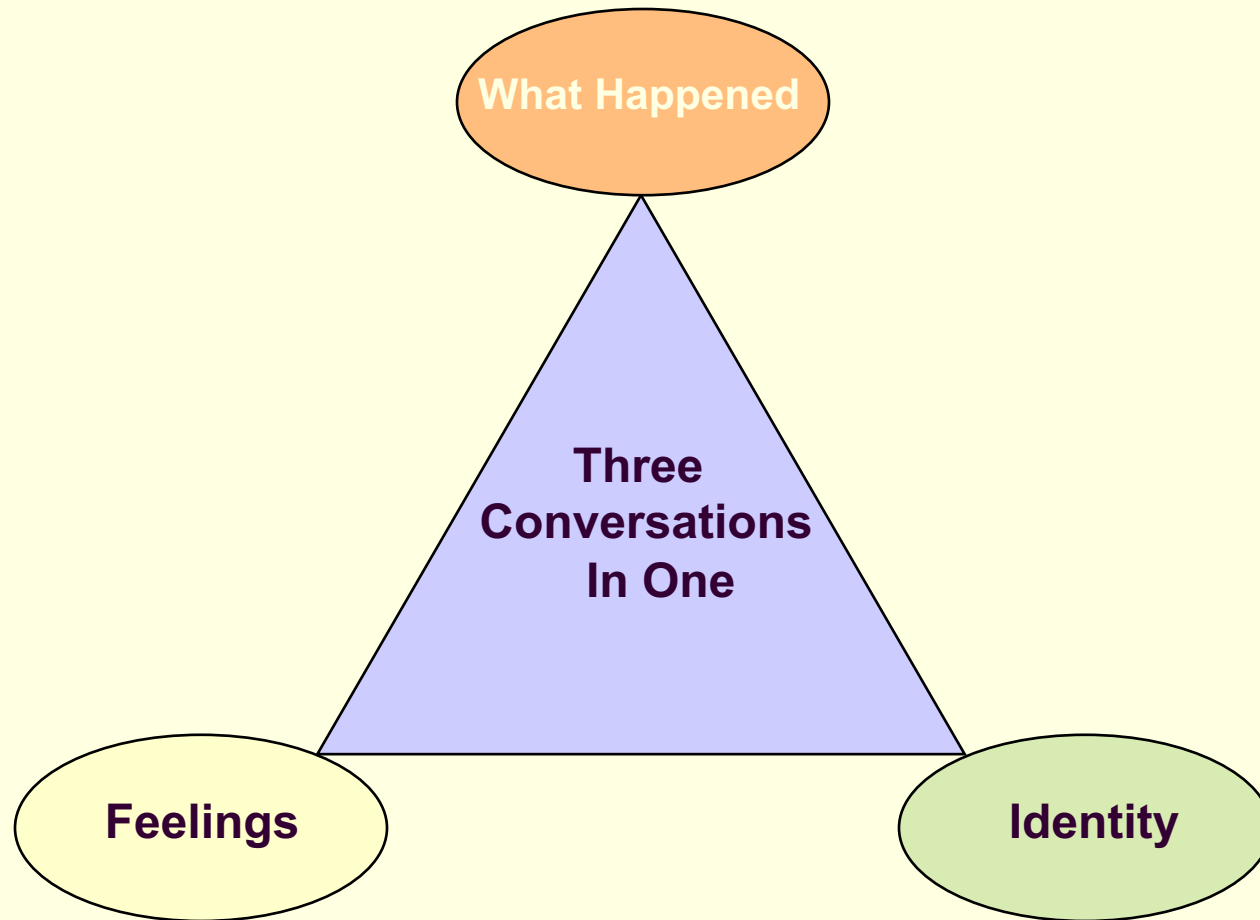 What Happened
Three
Conversations
In One
Feelings
Identity